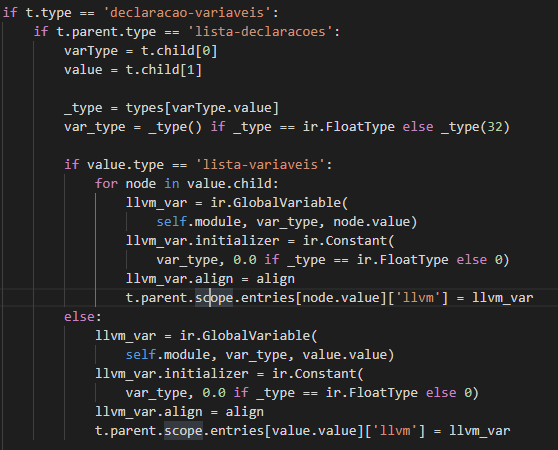 if t.type == 'declaracao-variaveis':
    if t.parent.type == 'lista-declaracoes':
        varType = t.child[0]
        value = t.child[1]

        _type = types[varType.value]
        var_type = _type() if _type == ir.FloatType else _type(32)

        if value.type == 'lista-variaveis':
            for node in value.child:
                llvm_var = ir.GlobalVariable(
                    self.module, var_type, node.value)
                llvm_var.initializer = ir.Constant(
                    var_type, 0.0 if _type == ir.FloatType else 0)
                llvm_var.align = align
                t.parent.scope.entries[node.value]['llvm'] = llvm_var
        else:
            llvm_var = ir.GlobalVariable(
                self.module, var_type, value.value)
            llvm_var.initializer = ir.Constant(
                var_type, 0.0 if _type == ir.FloatType else 0)
            llvm_var.align = align
            t.parent.scope.entries[value.value]['llvm'] = llvm_var